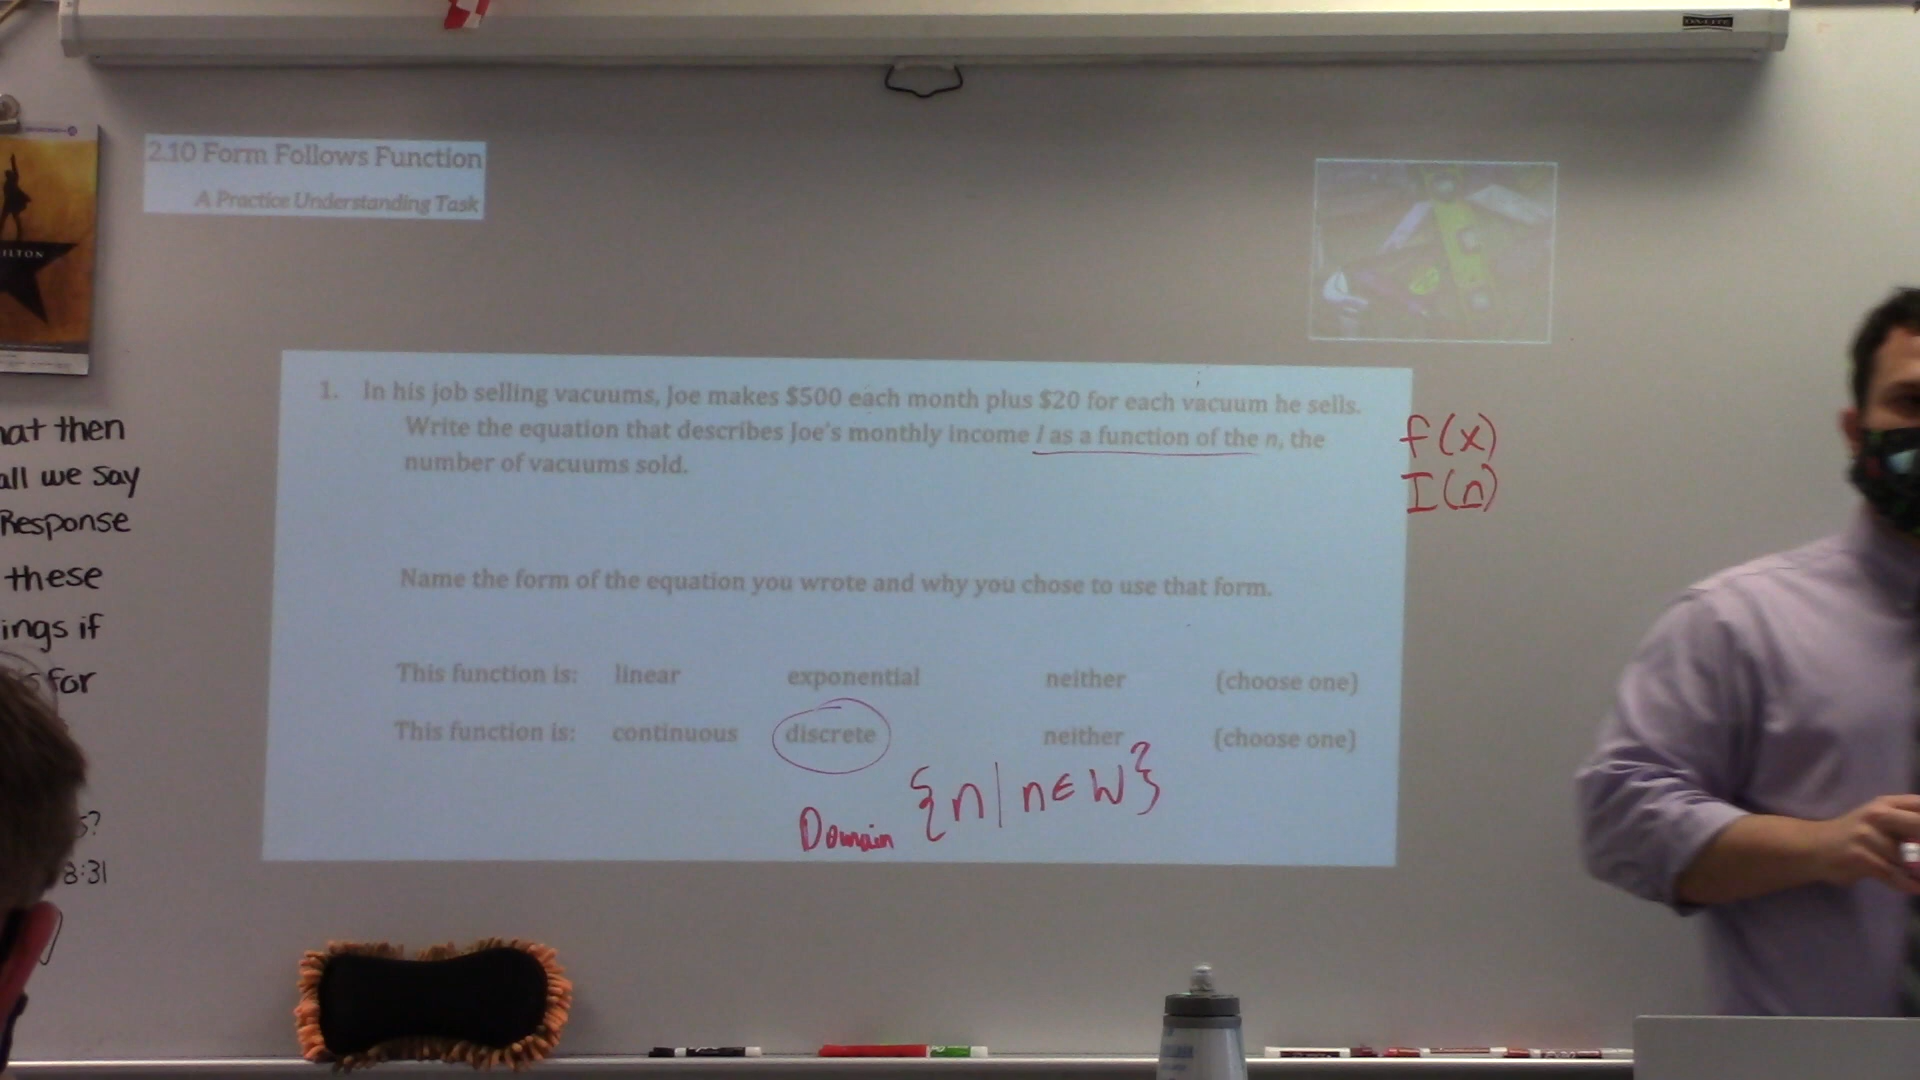 2.10 Form Follows Function
A Practice Understanding Task
ILTON
1. In his job selling vacuums, Joe makes $500 each month plus $20 for each vacuum he sells.
Write the equation that describes Joe's monthly income I as a function of the n, the
number of vacuums sold.
f(x)
I(n)
Name the form of the equation you wrote and why you chose to use that form.
This function is: linear exponential neither (choose one)
This function is: continuous discrete neither (choose one)
Domain {n|n∈W}
hat then
all we say
Response
these
ings if
for
s?
8:31